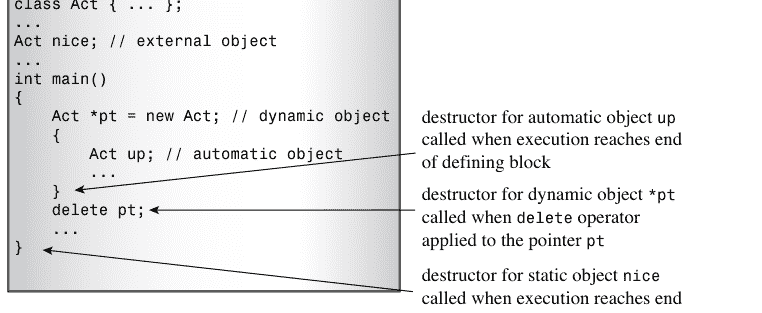 class Act { ... };
...
Act nice; // external object
...
int main()
{
    Act *pt = new Act; // dynamic object
    {
        Act up; // automatic object
        ...
    }
    delete pt;
    ...
}
destructor for automatic object up
called when execution reaches end
of defining block
destructor for dynamic object *pt
called when delete operator
applied to the pointer pt
destructor for static object nice
called when execution reaches end